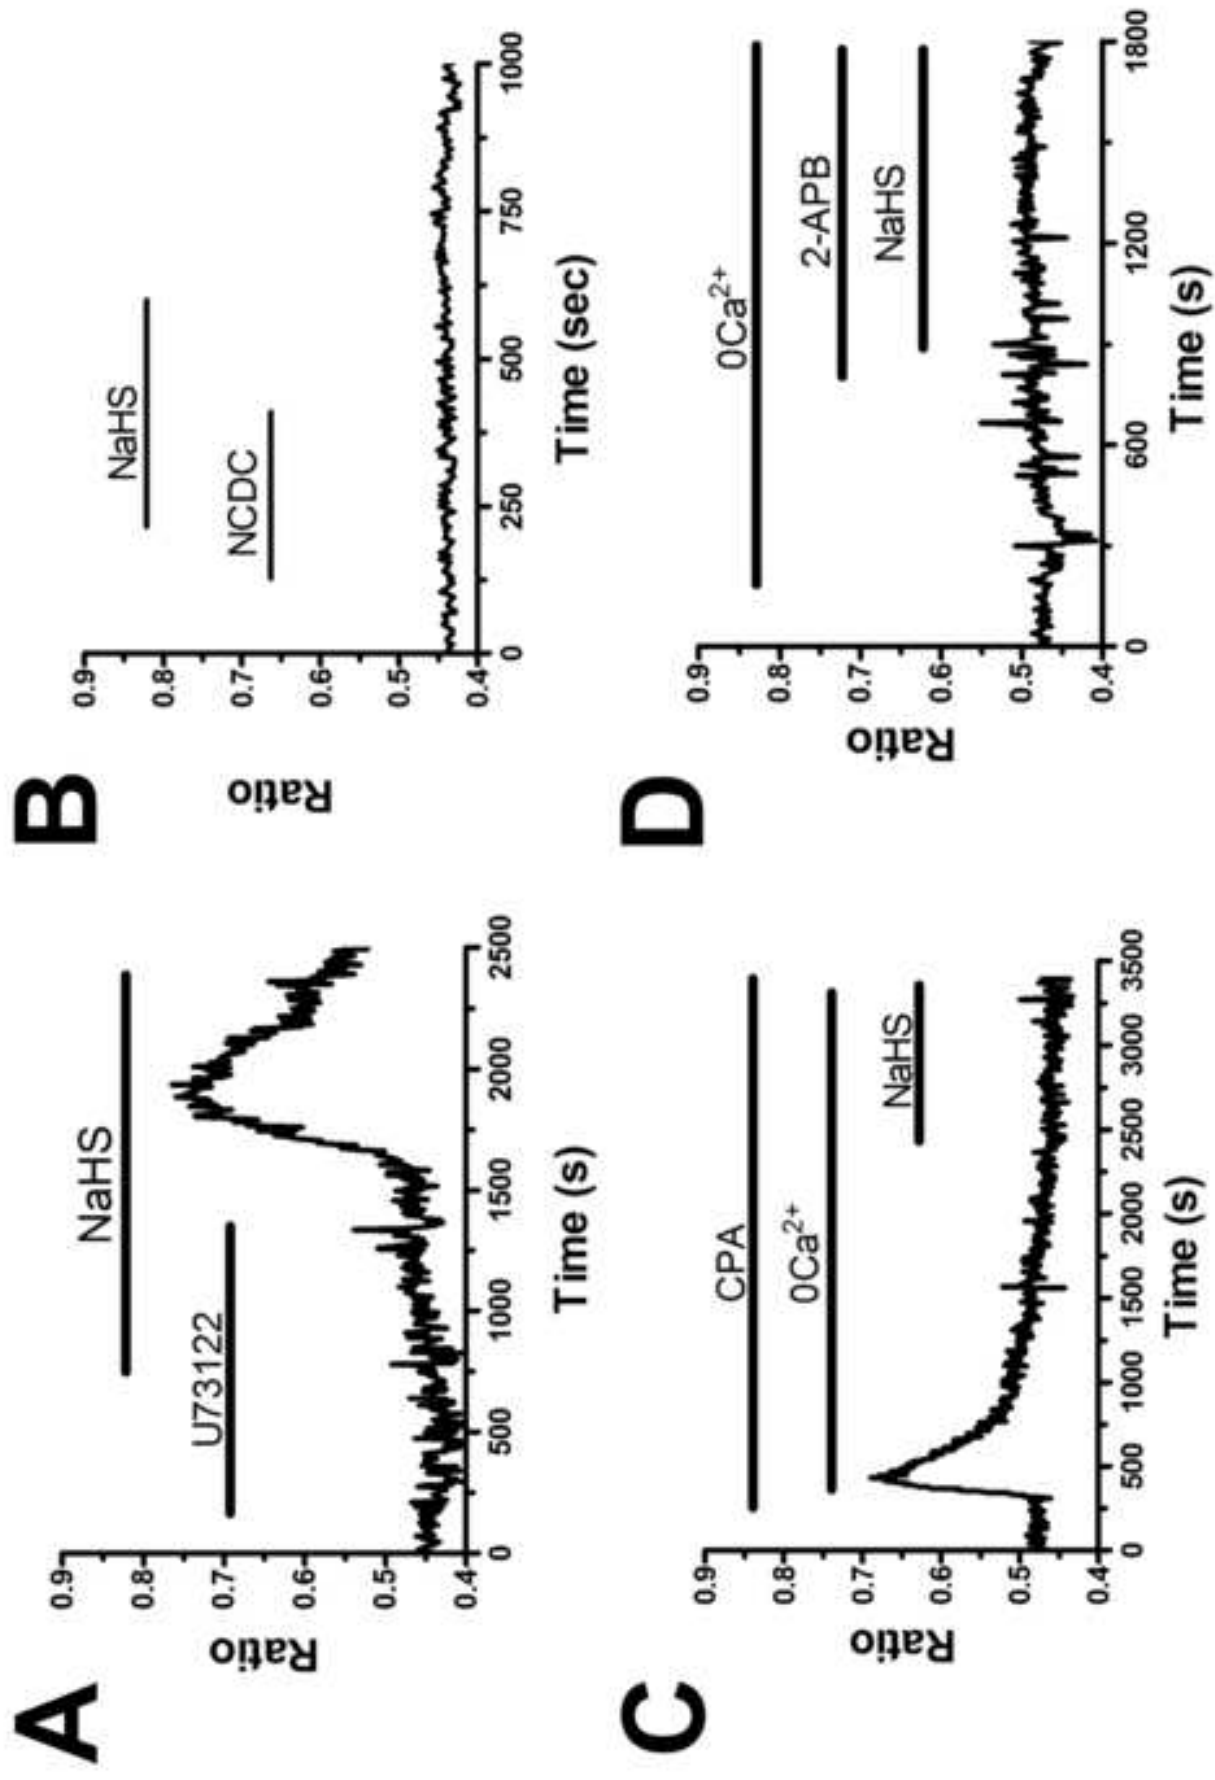 A
NaHS
U73122
Ratio
0.9
0.8
0.7
0.6
0.5
0.4
0 500 1000 1500 2000 2500
Time (s)
B
NaHS
NCDC
Ratio
0.9
0.8
0.7
0.6
0.5
0.4
0 250 500 750 1000
Time (sec)
C
CPA
0Ca²⁺
NaHS
Ratio
0.9
0.8
0.7
0.6
0.5
0.4
0 500 1000 1500 2000 2500 3000 3500
Time (s)
D
0Ca²⁺
2-APB
NaHS
Ratio
0.9
0.8
0.7
0.6
0.5
0.4
0 600 1200 1800
Time (s)